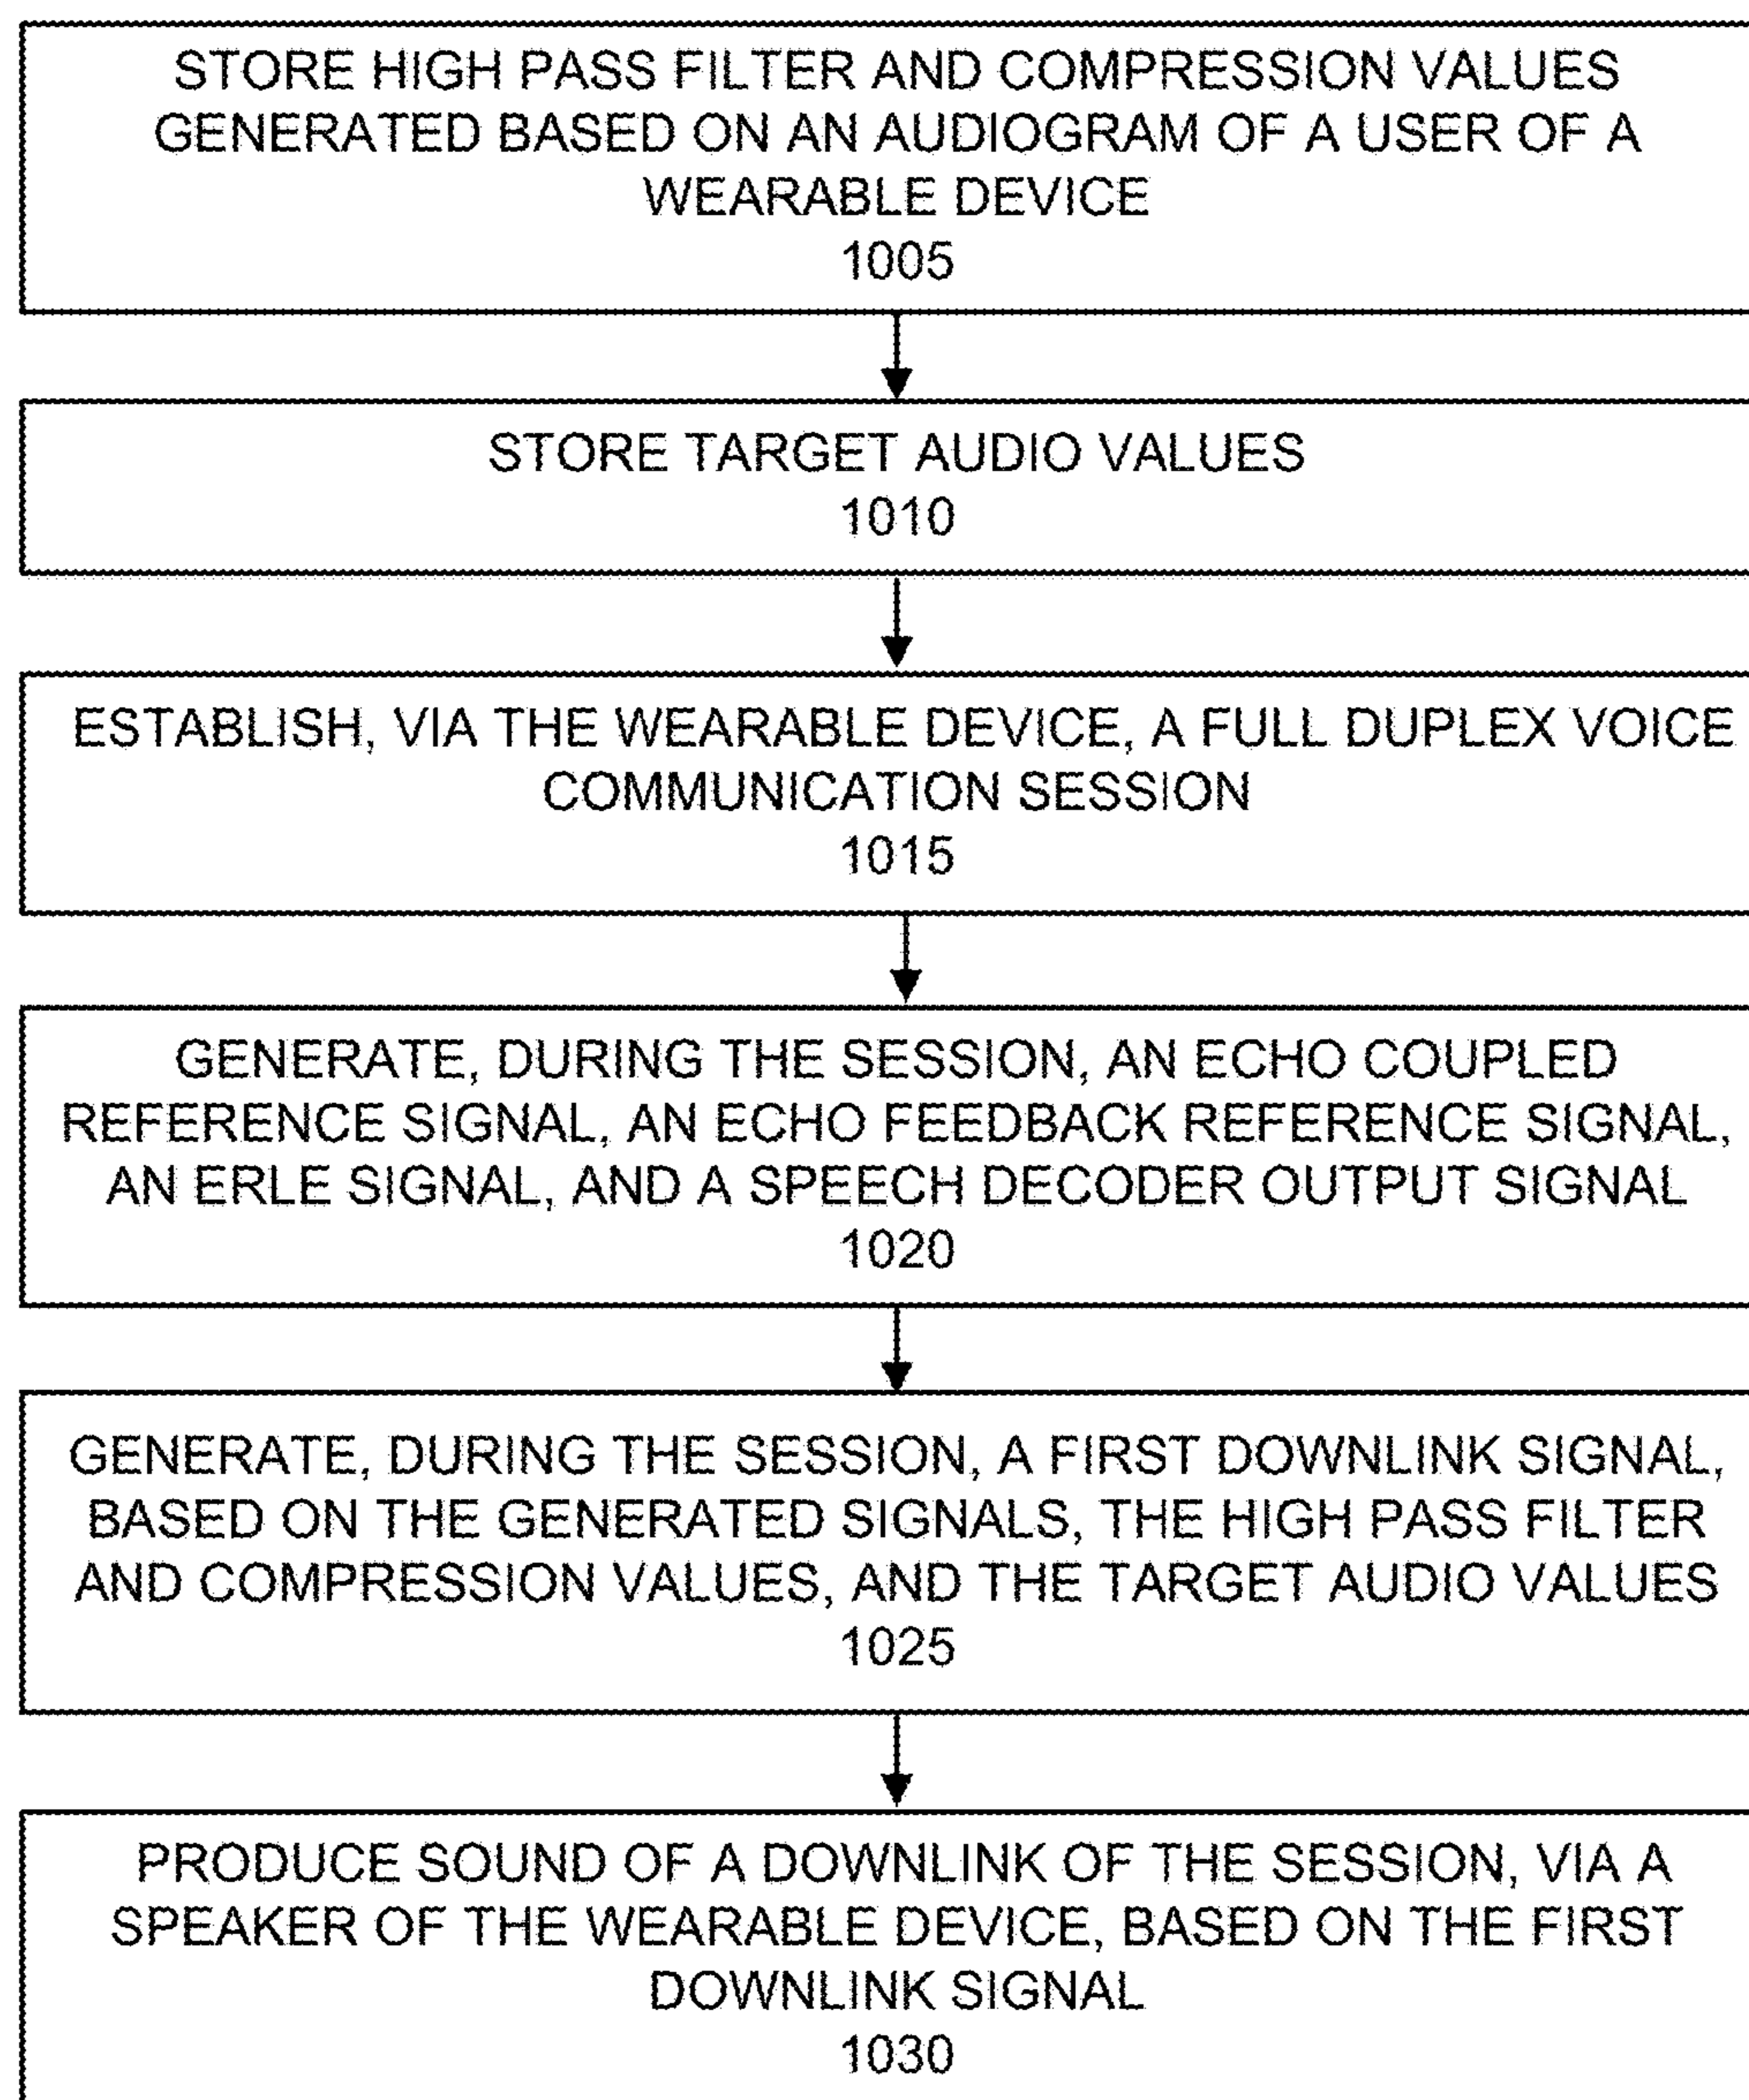 STORE HIGH PASS FILTER AND COMPRESSION VALUES
GENERATED BASED ON AN AUDIOGRAM OF A USER OF A
WEARABLE DEVICE
1005
STORE TARGET AUDIO VALUES
1010
ESTABLISH, VIA THE WEARABLE DEVICE, A FULL DUPLEX VOICE
COMMUNICATION SESSION
1015
GENERATE, DURING THE SESSION, AN ECHO COUPLED
REFERENCE SIGNAL, AN ECHO FEEDBACK REFERENCE SIGNAL,
AN ERLE SIGNAL, AND A SPEECH DECODER OUTPUT SIGNAL
1020
GENERATE, DURING THE SESSION, A FIRST DOWNLINK SIGNAL,
BASED ON THE GENERATED SIGNALS, THE HIGH PASS FILTER
AND COMPRESSION VALUES, AND THE TARGET AUDIO VALUES
1025
PRODUCE SOUND OF A DOWNLINK OF THE SESSION, VIA A
SPEAKER OF THE WEARABLE DEVICE, BASED ON THE FIRST
DOWNLINK SIGNAL
1030